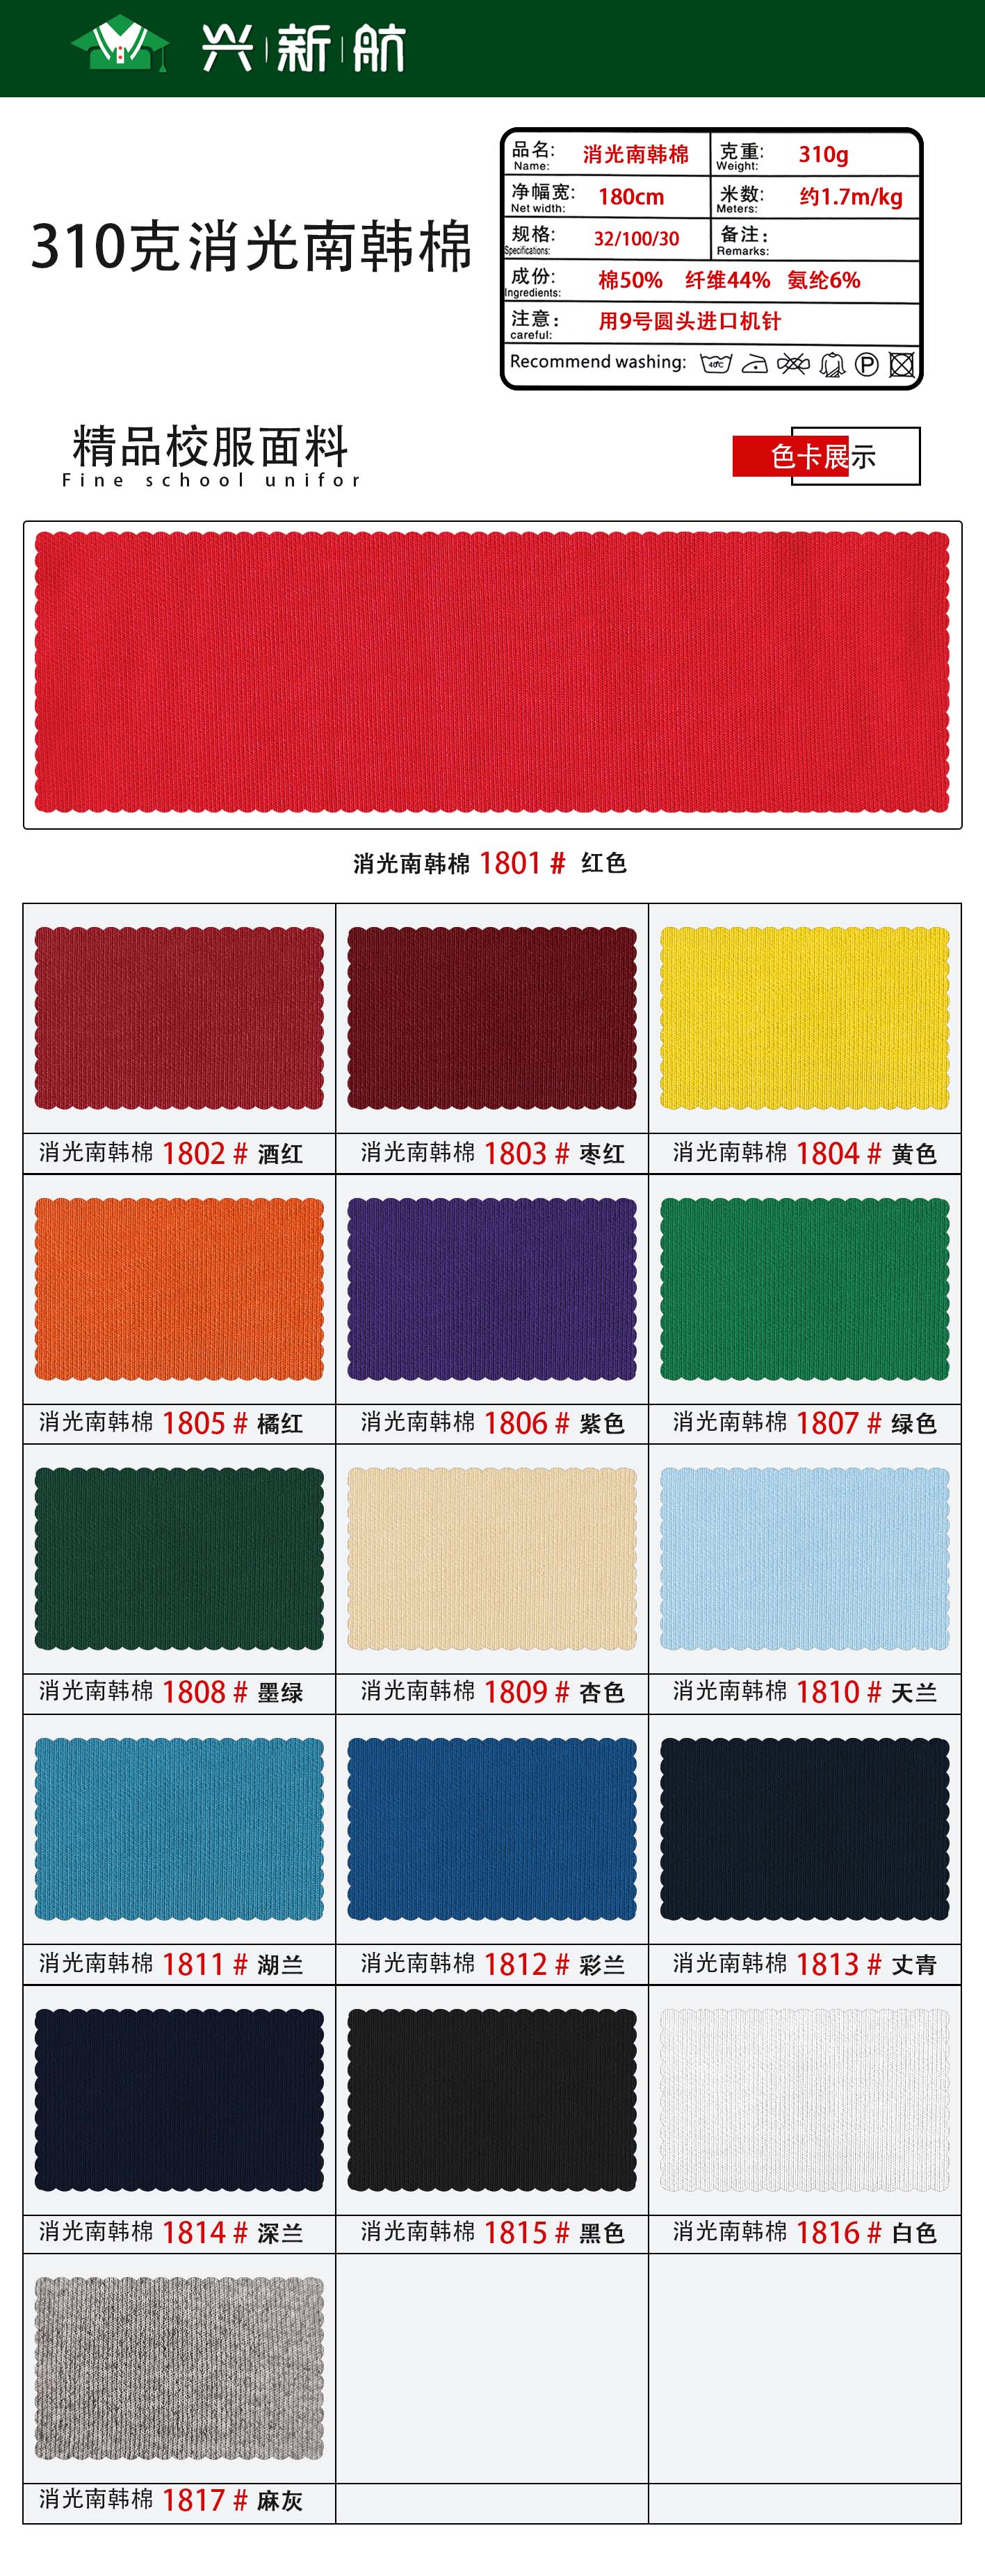 兴新航
310克消光南韩棉
品名: 消光南韩棉 克重: 310g
Name: Weight:
净幅宽: 180cm 米数: 约1.7m/kg
Net width: Meters:
规格: 32/100/30 备注:
Specifications: Remarks:
成份: 棉50% 纤维44% 氨纶6%
Ingredients:
注意: 用9号圆头进口机针
careful:
Recommend washing: 40℃ P
精品校服面料
Fine school unifor
色卡展示
消光南韩棉 1801 # 红色
消光南韩棉 1802 # 酒红
消光南韩棉 1803 # 枣红
消光南韩棉 1804 # 黄色
消光南韩棉 1805 # 橘红
消光南韩棉 1806 # 紫色
消光南韩棉 1807 # 绿色
消光南韩棉 1808 # 墨绿
消光南韩棉 1809 # 杏色
消光南韩棉 1810 # 天兰
消光南韩棉 1811 # 湖兰
消光南韩棉 1812 # 彩兰
消光南韩棉 1813 # 丈青
消光南韩棉 1814 # 深兰
消光南韩棉 1815 # 黑色
消光南韩棉 1816 # 白色
消光南韩棉 1817 # 麻灰